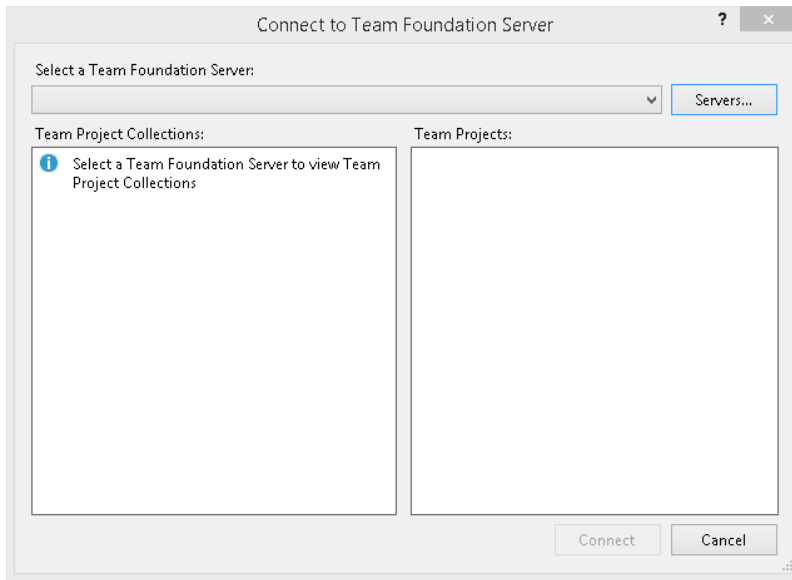 Connect to Team Foundation Server
?
Select a Team Foundation Server:
Servers...
Team Project Collections:
Team Projects:
Select a Team Foundation Server to view Team
Project Collections
Connect
Cancel